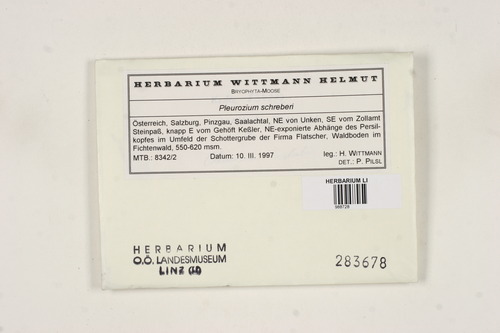 HERBARIUM WITTMANN HELMUT
BRYOPHYTA-MOOSE
Pleurozium schreberi
Österreich, Salzburg, Pinzgau, Saalachtal, NE von Unken, SE vom Zollamt
Steinpaß, knapp E vom Gehöft Keßler, NE-exponierte Abhänge des Persil-
kopfes im Umfeld der Schottergrube der Firma Flatscher, Waldboden im
Fichtenwald, 550-620 msm.
MTB.: 8342/2 Datum: 10. III. 1997 leg.: H. WITTMANN
DET.: P. PILSL
HERBARIUM LI
HERBARIUM
O.Ö. LANDESMUSEUM
LINZ (LI)
283678